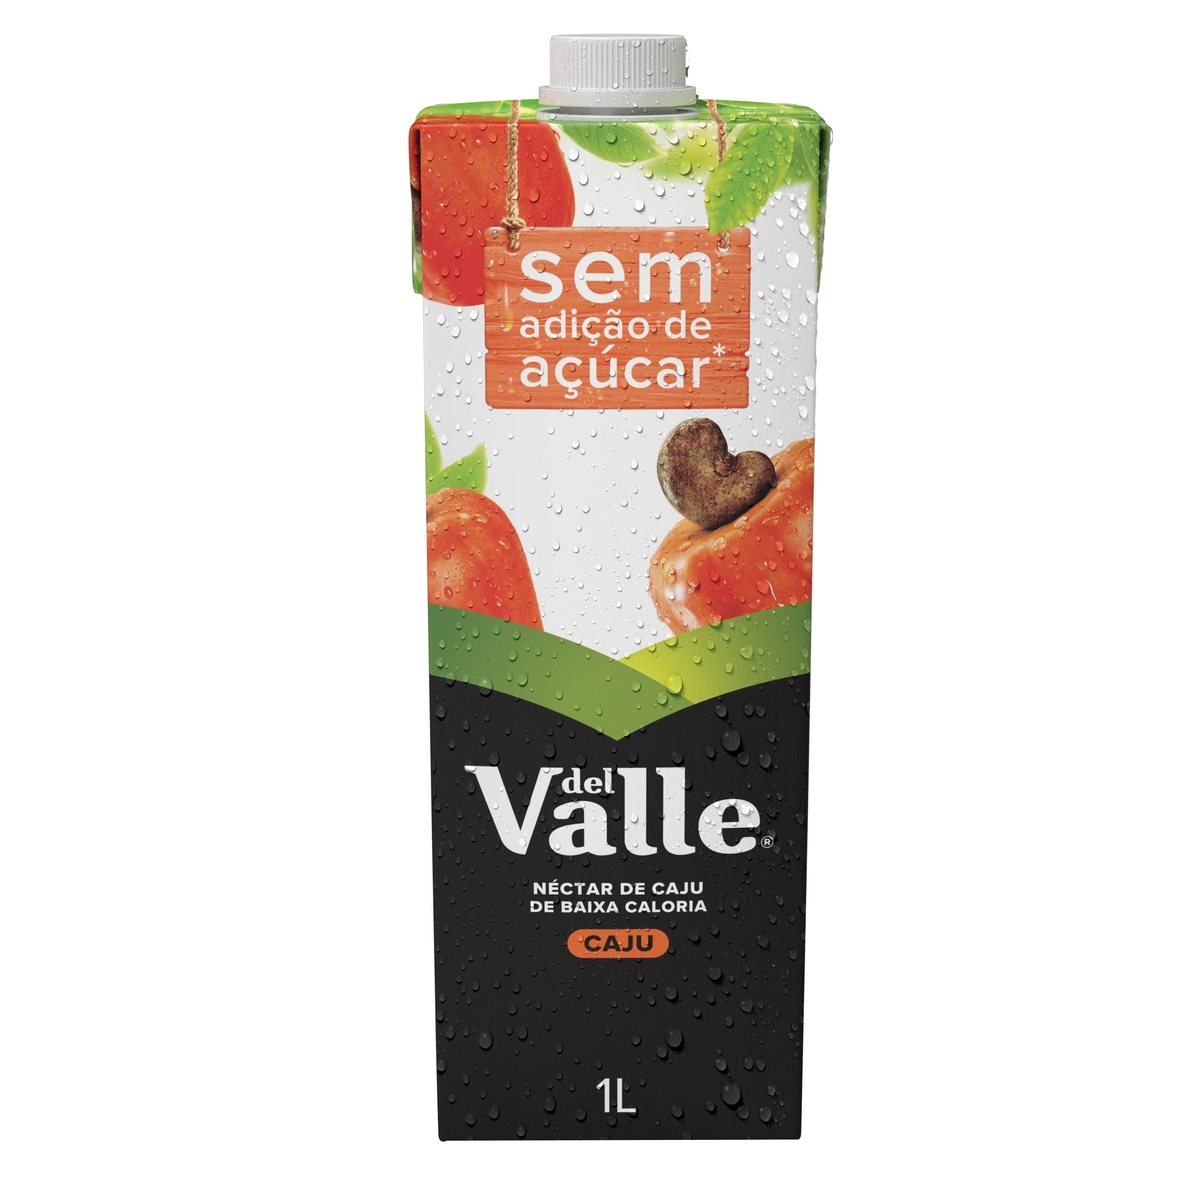 sem
adição de
açúcar*
del
Valle®
NÉCTAR DE CAJU
DE BAIXA CALORIA
CAJU
1L